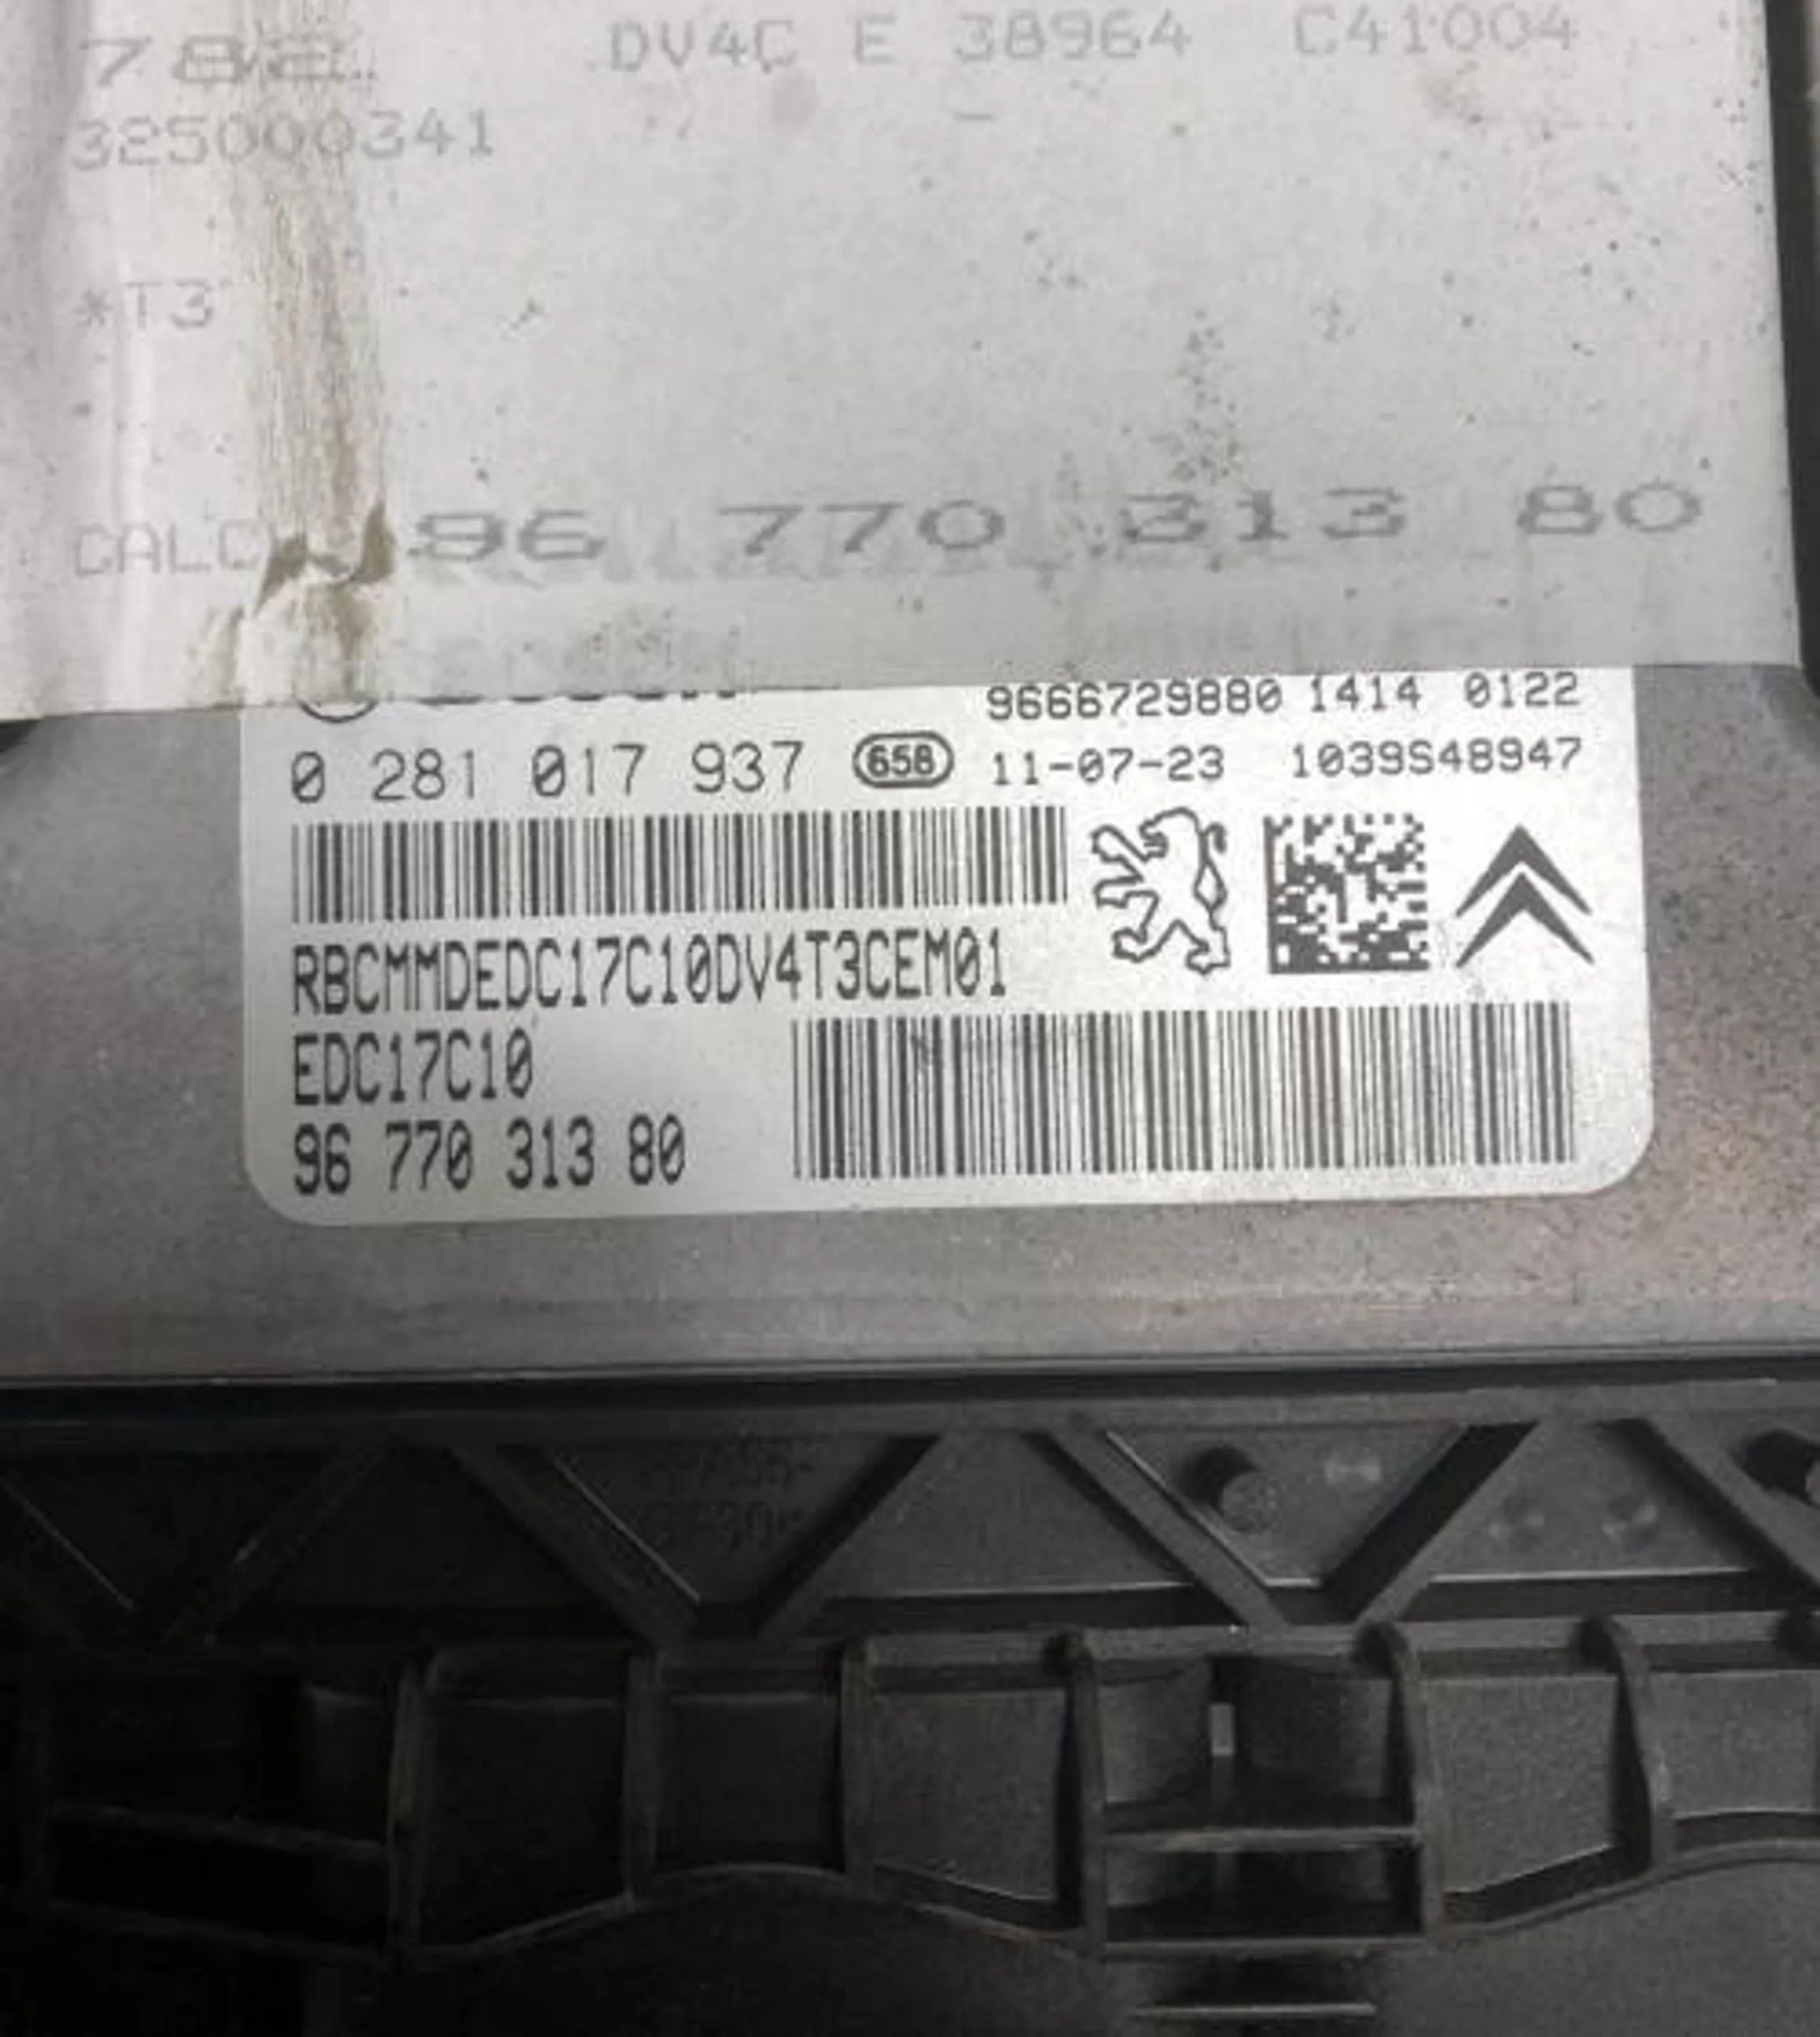 782
DV4C E 38964 C41004
325000341
*T3
CALC 96 770 313 80
9666729880 1414 0122
0 281 017 937 658 11-07-23 1039S48947
RBCMMDEDC17C10DV4T3CEM01
EDC17C10
96 770 313 80